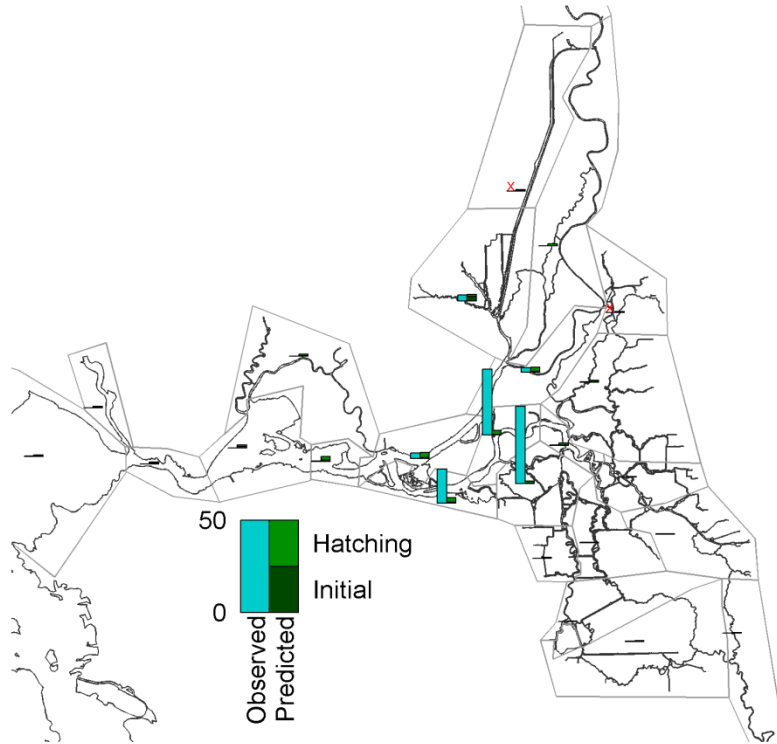 X
X
50
0
Hatching
Initial
Observed
Predicted